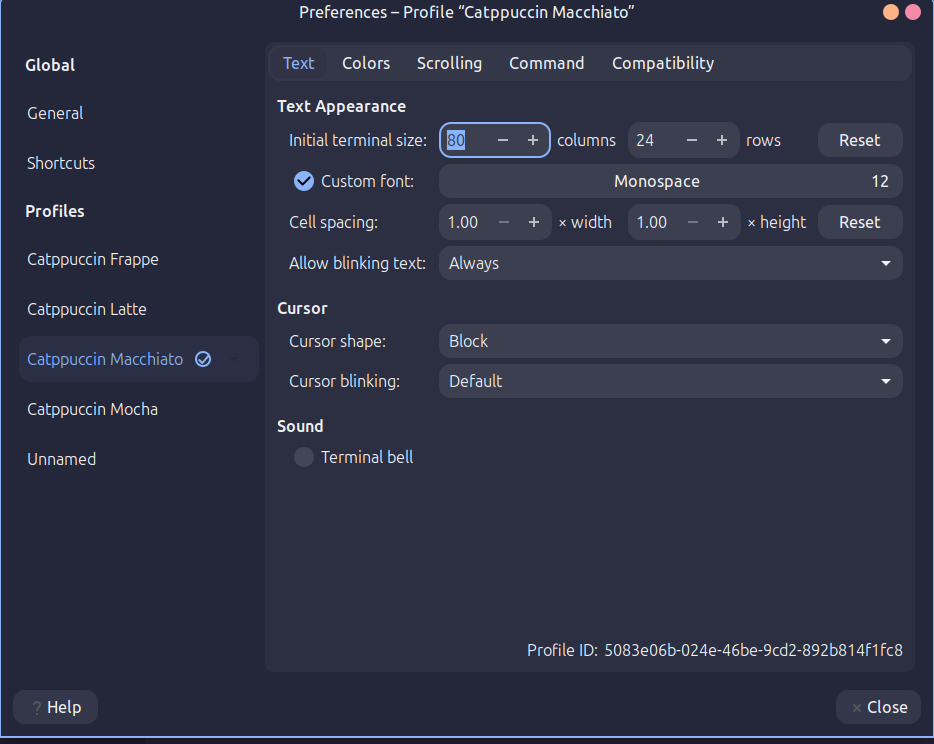 Preferences – Profile “Catppuccin Macchiato”
Global
General
Shortcuts
Profiles
Catppuccin Frappe
Catppuccin Latte
Catppuccin Macchiato
Catppuccin Mocha
Unnamed
Text Colors Scrolling Command Compatibility
Text Appearance
Initial terminal size: 80 − + columns 24 − + rows Reset
Custom font: Monospace 12
Cell spacing: 1.00 − + × width 1.00 − + × height Reset
Allow blinking text: Always
Cursor
Cursor shape: Block
Cursor blinking: Default
Sound
Terminal bell
Profile ID: 5083e06b-024e-46be-9cd2-892b814f1fc8
? Help
× Close